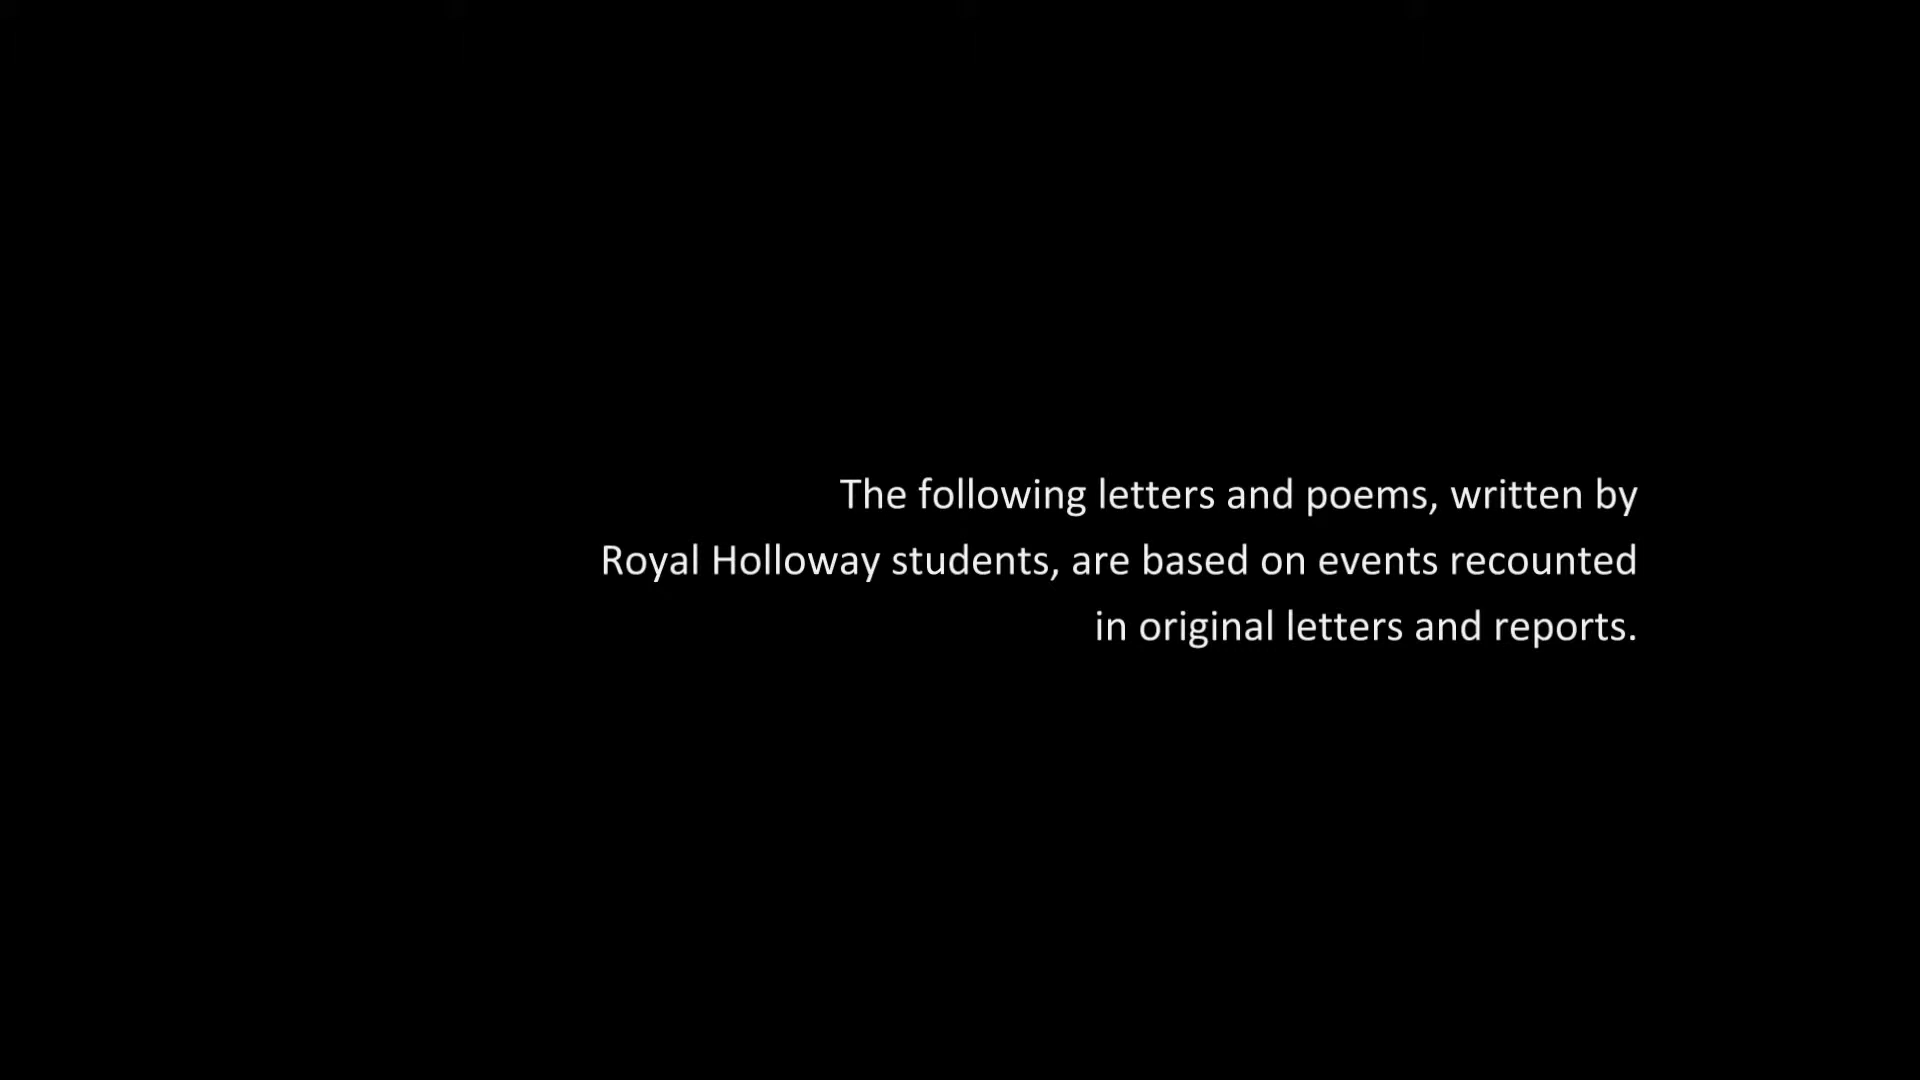 The following letters and poems, written by
Royal Holloway students, are based on events recounted
in original letters and reports.